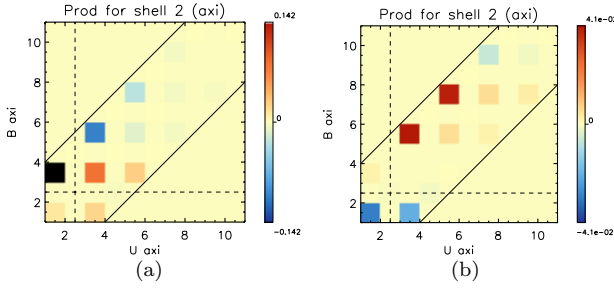 Prod for shell 2 (axi)
0.142
10
8
6
4
2
B axi
2 4 6 8 10
U axi
0
-0.142
(a)
Prod for shell 2 (axi)
4.1e-02
10
8
6
4
2
B axi
2 4 6 8 10
U axi
0
-4.1e-02
(b)